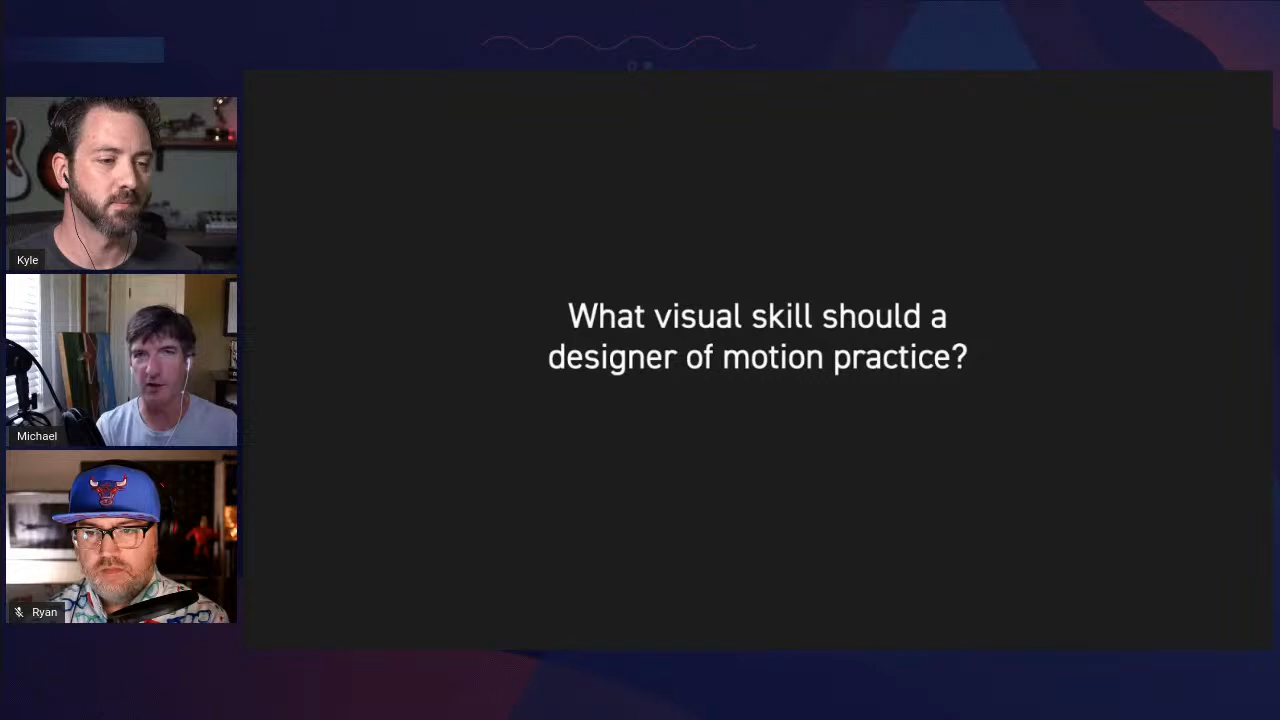 Kyle
Michael
Ryan
What visual skill should a
designer of motion practice?